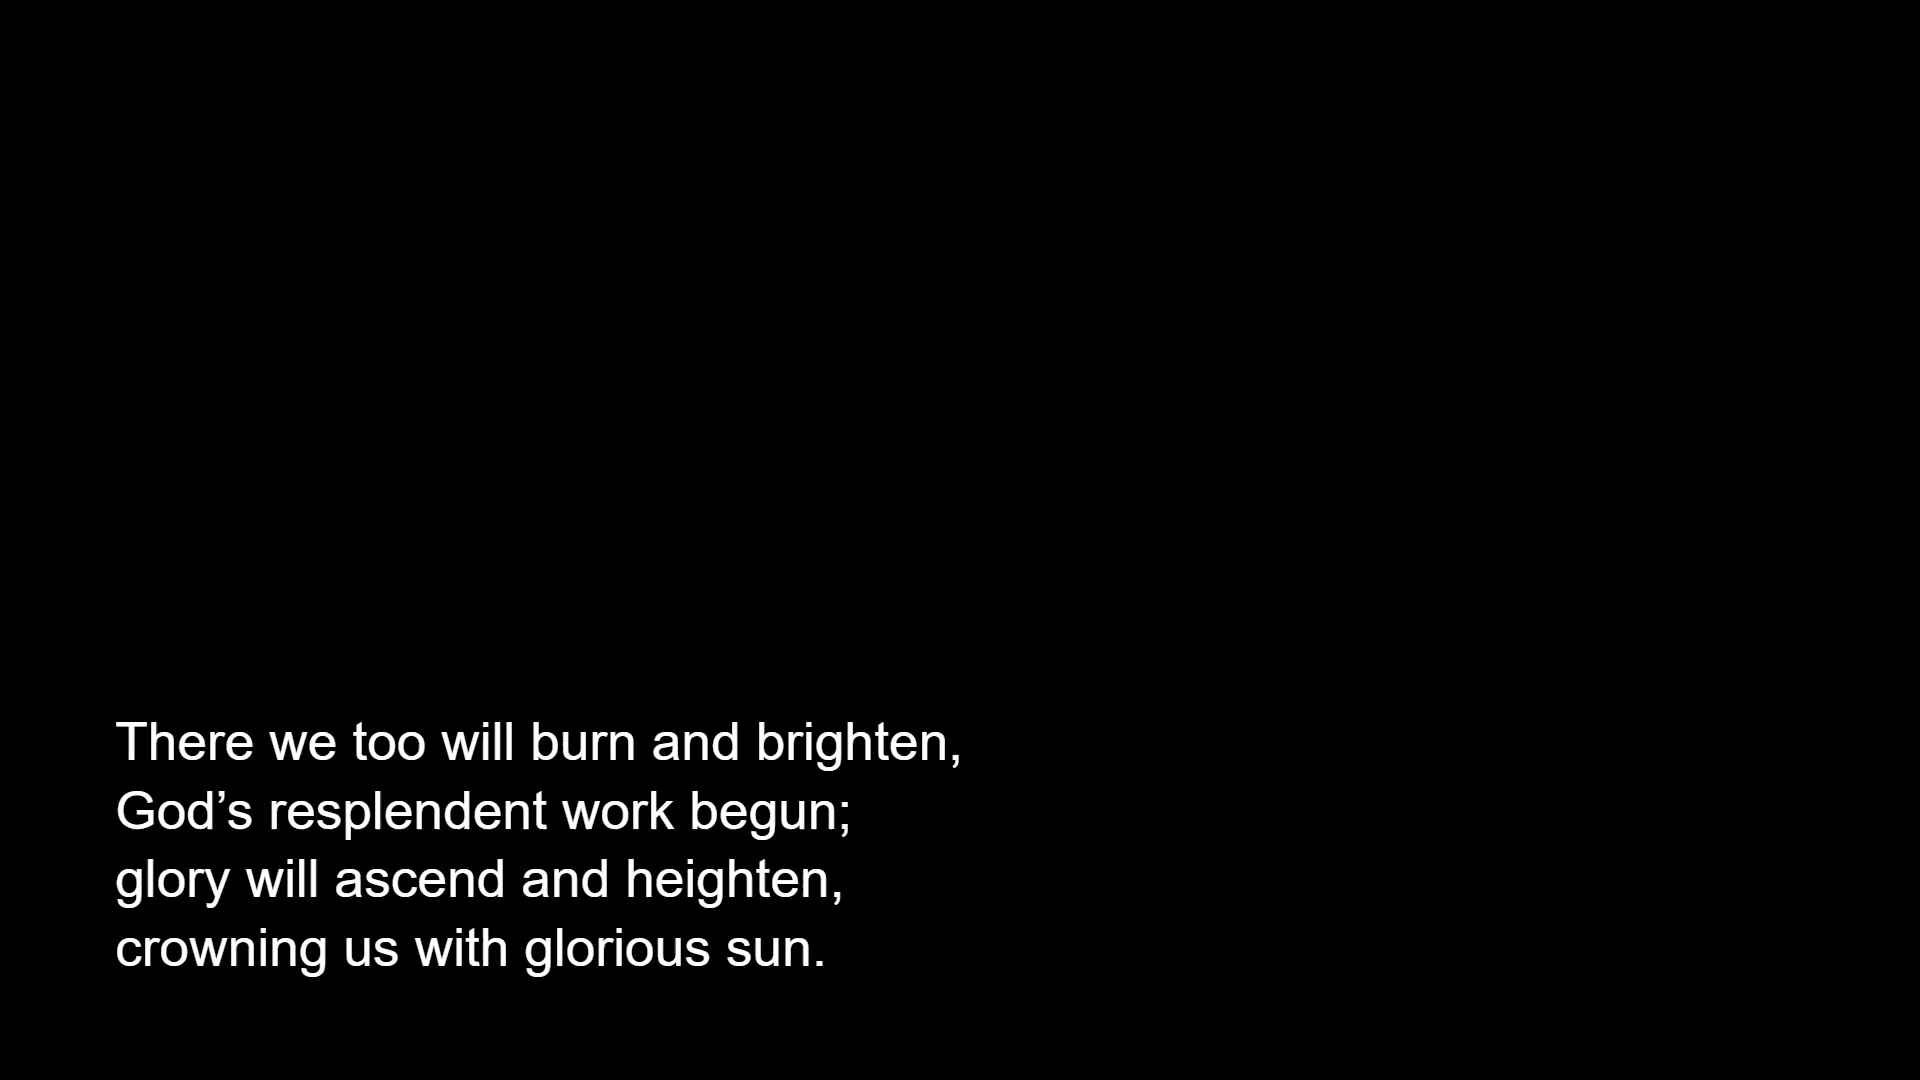 There we too will burn and brighten,
God’s resplendent work begun;
glory will ascend and heighten,
crowning us with glorious sun.